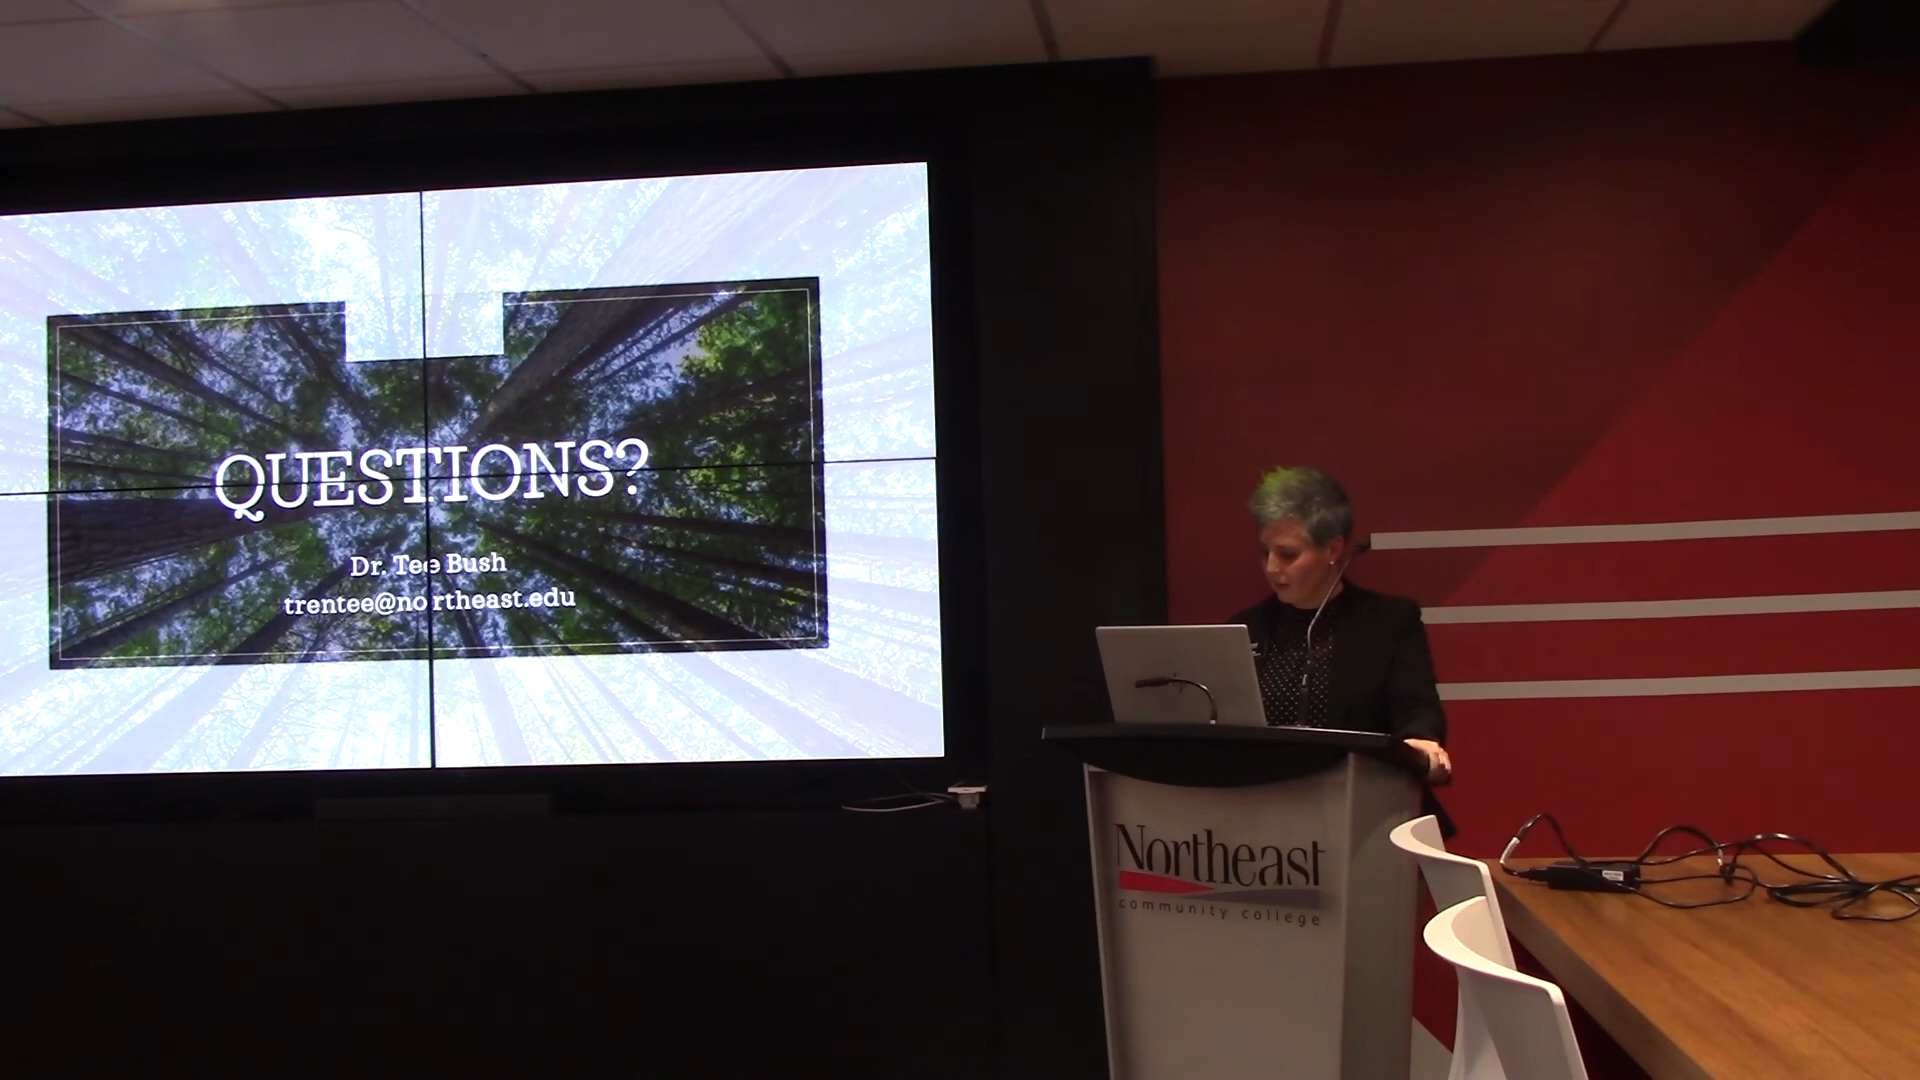 QUESTIONS?
Dr. Tee Bush
trentee@northeast.edu
Northeast
community college